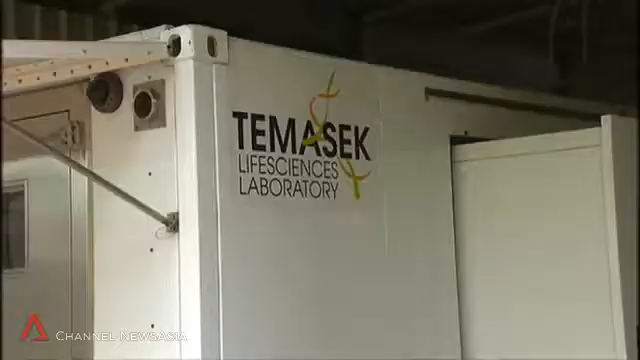 TEMASEK
LIFESCIENCES
LABORATORY
CHANNEL NEWSASIA